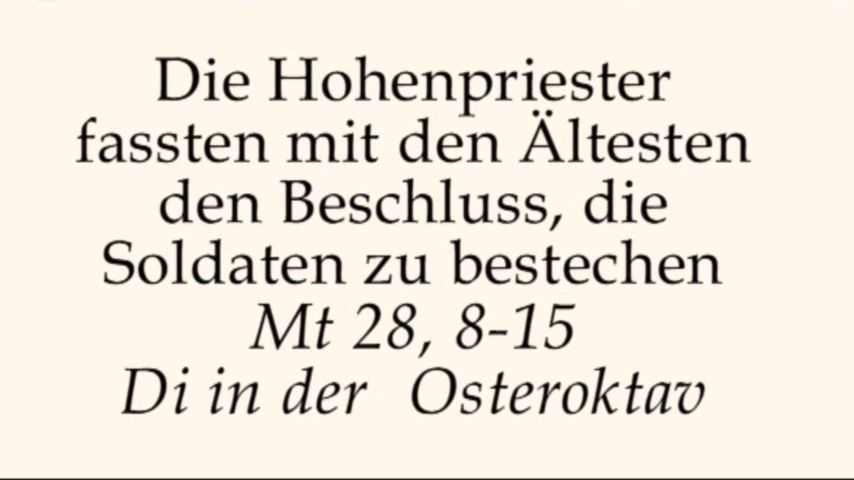 Die Hohenpriester
fassten mit den Ältesten
den Beschluss, die
Soldaten zu bestechen
Mt 28, 8-15
Di in der Osteroktav